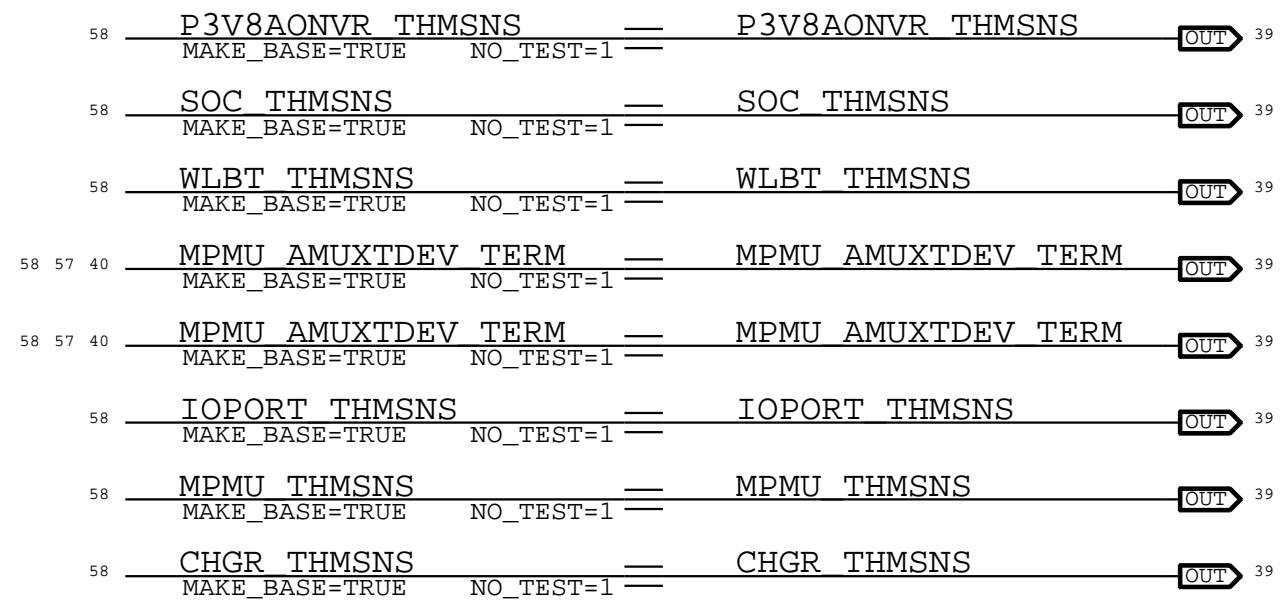 58 P3V8AONVR_THMSNS P3V8AONVR_THMSNS OUT 39
MAKE_BASE=TRUE NO_TEST=1
58 SOC_THMSNS SOC_THMSNS OUT 39
MAKE_BASE=TRUE NO_TEST=1
58 WLBT_THMSNS WLBT_THMSNS OUT 39
MAKE_BASE=TRUE NO_TEST=1
58 57 40 MPMU_AMUXTDEV_TERM MPMU_AMUXTDEV_TERM OUT 39
MAKE_BASE=TRUE NO_TEST=1
58 57 40 MPMU_AMUXTDEV_TERM MPMU_AMUXTDEV_TERM OUT 39
MAKE_BASE=TRUE NO_TEST=1
58 IOPORT_THMSNS IOPORT_THMSNS OUT 39
MAKE_BASE=TRUE NO_TEST=1
58 MPMU_THMSNS MPMU_THMSNS OUT 39
MAKE_BASE=TRUE NO_TEST=1
58 CHGR_THMSNS CHGR_THMSNS OUT 39
MAKE_BASE=TRUE NO_TEST=1